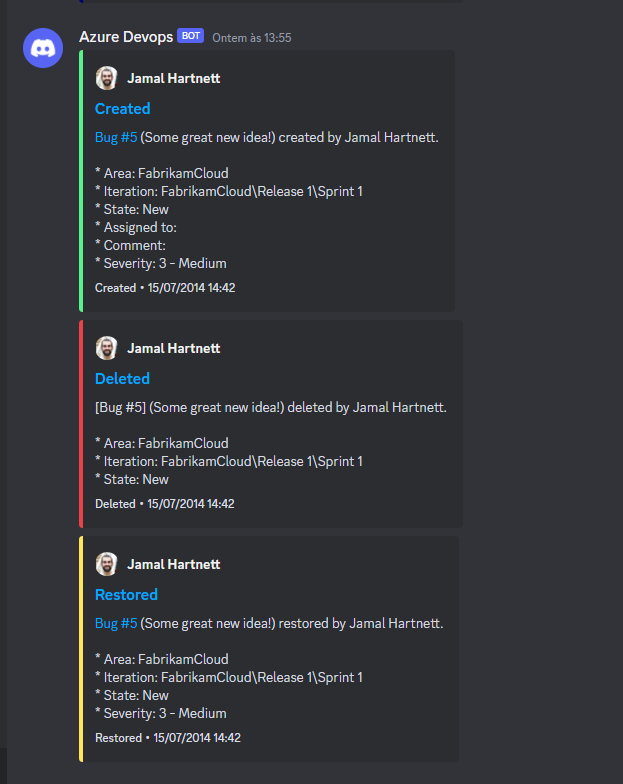 Azure Devops BOT Ontem às 13:55
Jamal Hartnett
Created
Bug #5 (Some great new idea!) created by Jamal Hartnett.
* Area: FabrikamCloud
* Iteration: FabrikamCloud\Release 1\Sprint 1
* State: New
* Assigned to:
* Comment:
* Severity: 3 - Medium
Created • 15/07/2014 14:42
Jamal Hartnett
Deleted
[Bug #5] (Some great new idea!) deleted by Jamal Hartnett.
* Area: FabrikamCloud
* Iteration: FabrikamCloud\Release 1\Sprint 1
* State: New
Deleted • 15/07/2014 14:42
Jamal Hartnett
Restored
Bug #5 (Some great new idea!) restored by Jamal Hartnett.
* Area: FabrikamCloud
* Iteration: FabrikamCloud\Release 1\Sprint 1
* State: New
* Severity: 3 - Medium
Restored • 15/07/2014 14:42